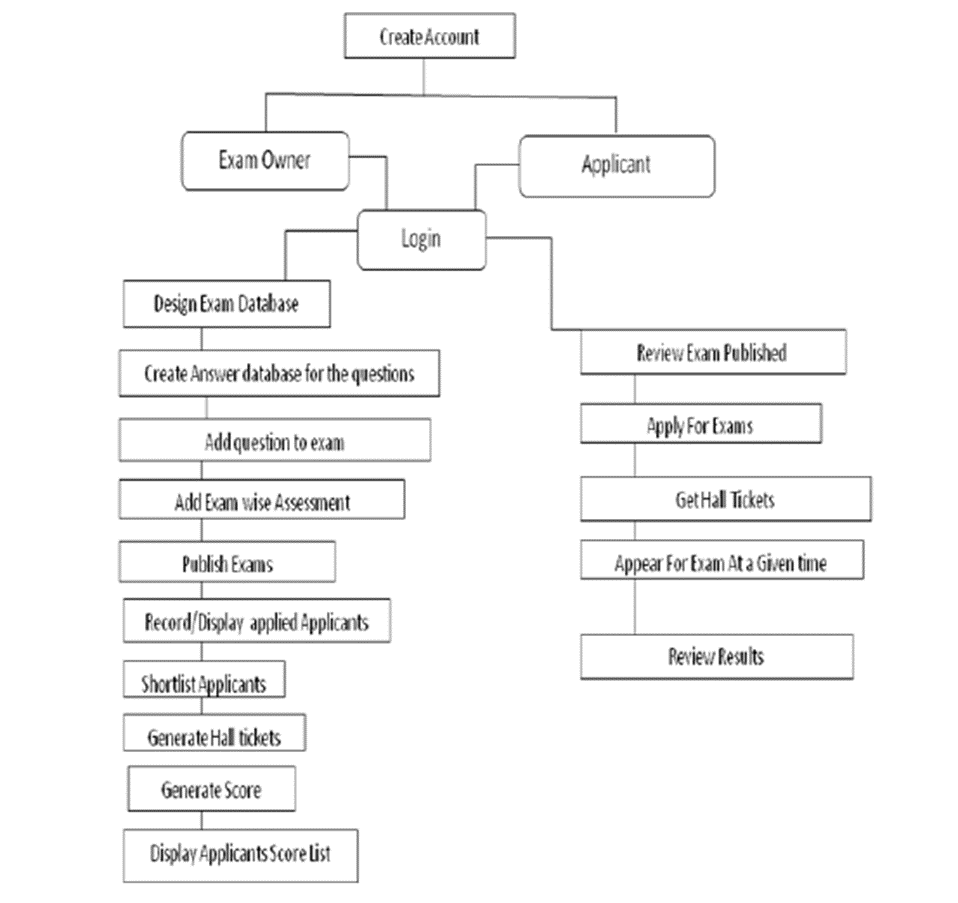 Create Account
Exam Owner
Applicant
Login
Design Exam Database
Create Answer database for the questions
Add question to exam
Add Exam wise Assessment
Publish Exams
Record/Display applied Applicants
Shortlist Applicants
Generate Hall tickets
Generate Score
Display Applicants Score List
Review Exam Published
Apply For Exams
Get Hall Tickets
Appear For Exam At a Given time
Review Results